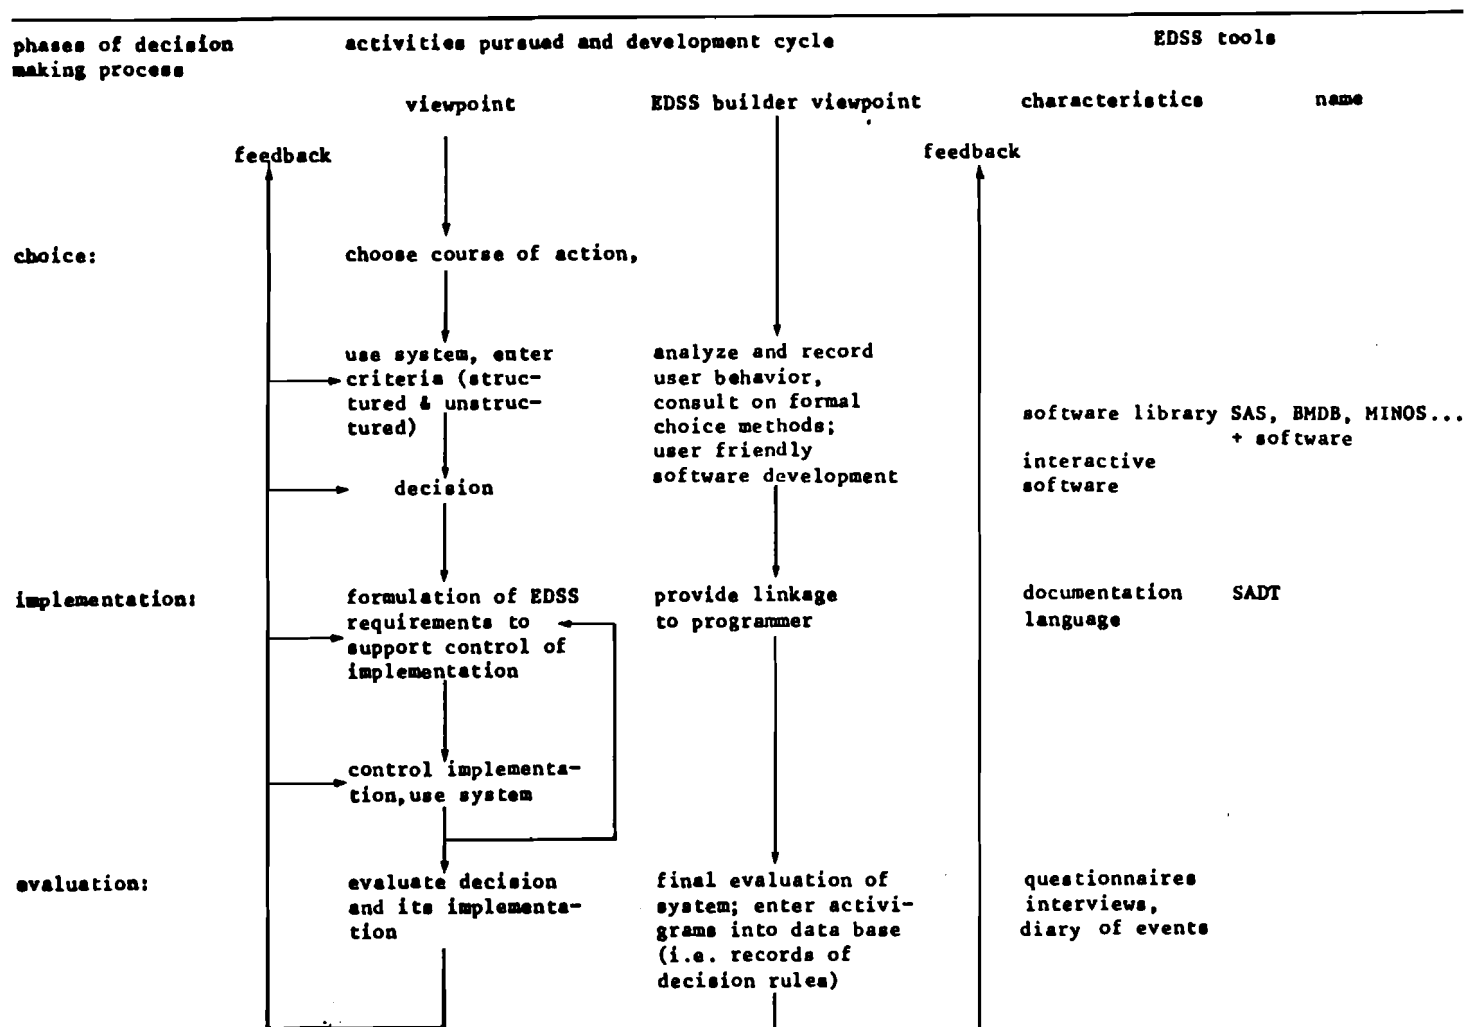 phases of decision making process
activities pursued and development cycle
EDSS tools
viewpoint
EDSS builder viewpoint
characteristics
name
feedback
feedback
choice:
choose course of action,
use system, enter
criteria (struc-
tured & unstruc-
tured)
analyze and record
user behavior,
consult on formal
choice methods;
user friendly
software development
software library SAS, BMDB, MINOS...
+ software
interactive
software
decision
implementation:
formulation of EDSS
requirements to
support control of
implementation
provide linkage
to programmer
documentation SADT
language
control implementa-
tion,use system
evaluation:
evaluate decision
and its implementa-
tion
final evaluation of
system; enter activi-
grams into data base
(i.e. records of
decision rules)
questionnaires
interviews,
diary of events